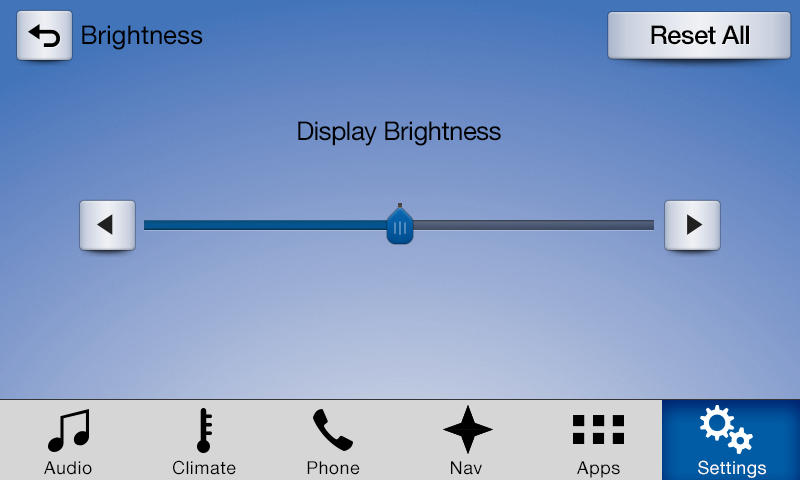 Brightness
Reset All
Display Brightness
Audio
Climate
Phone
Nav
Apps
Settings